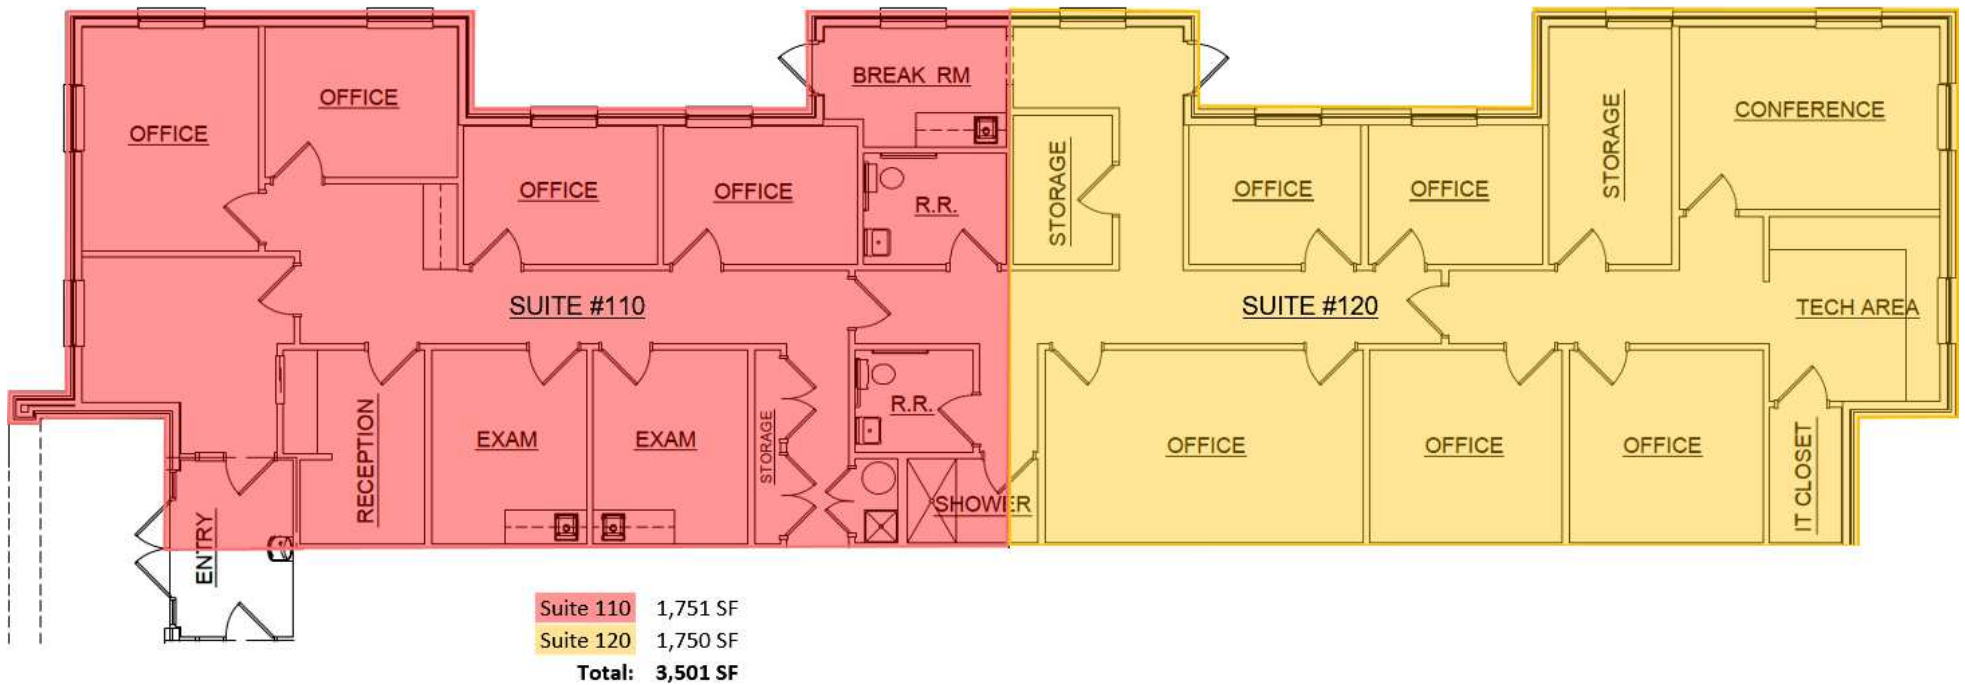 BREAK RM
OFFICE
OFFICE
OFFICE
OFFICE
R.R.
STORAGE
OFFICE
OFFICE
STORAGE
CONFERENCE
SUITE #110
SUITE #120
TECH AREA
RECEPTION
EXAM
EXAM
STORAGE
R.R.
SHOWER
OFFICE
OFFICE
OFFICE
IT CLOSET
ENTRY
Suite 110 1,751 SF
Suite 120 1,750 SF
Total: 3,501 SF